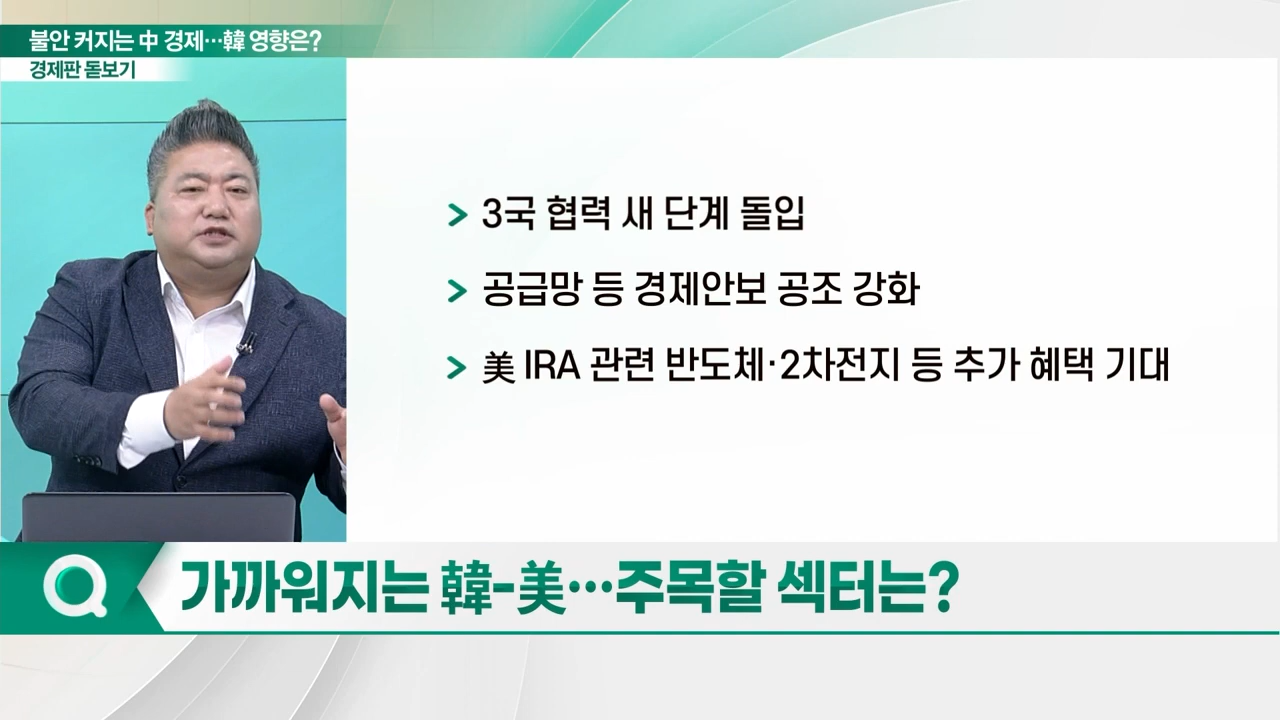 불안 커지는 中 경제…韓 영향은?
경제판 돋보기
> 3국 협력 새 단계 돌입
> 공급망 등 경제안보 공조 강화
> 美 IRA 관련 반도체·2차전지 등 추가 혜택 기대
가까워지는 韓-美…주목할 섹터는?